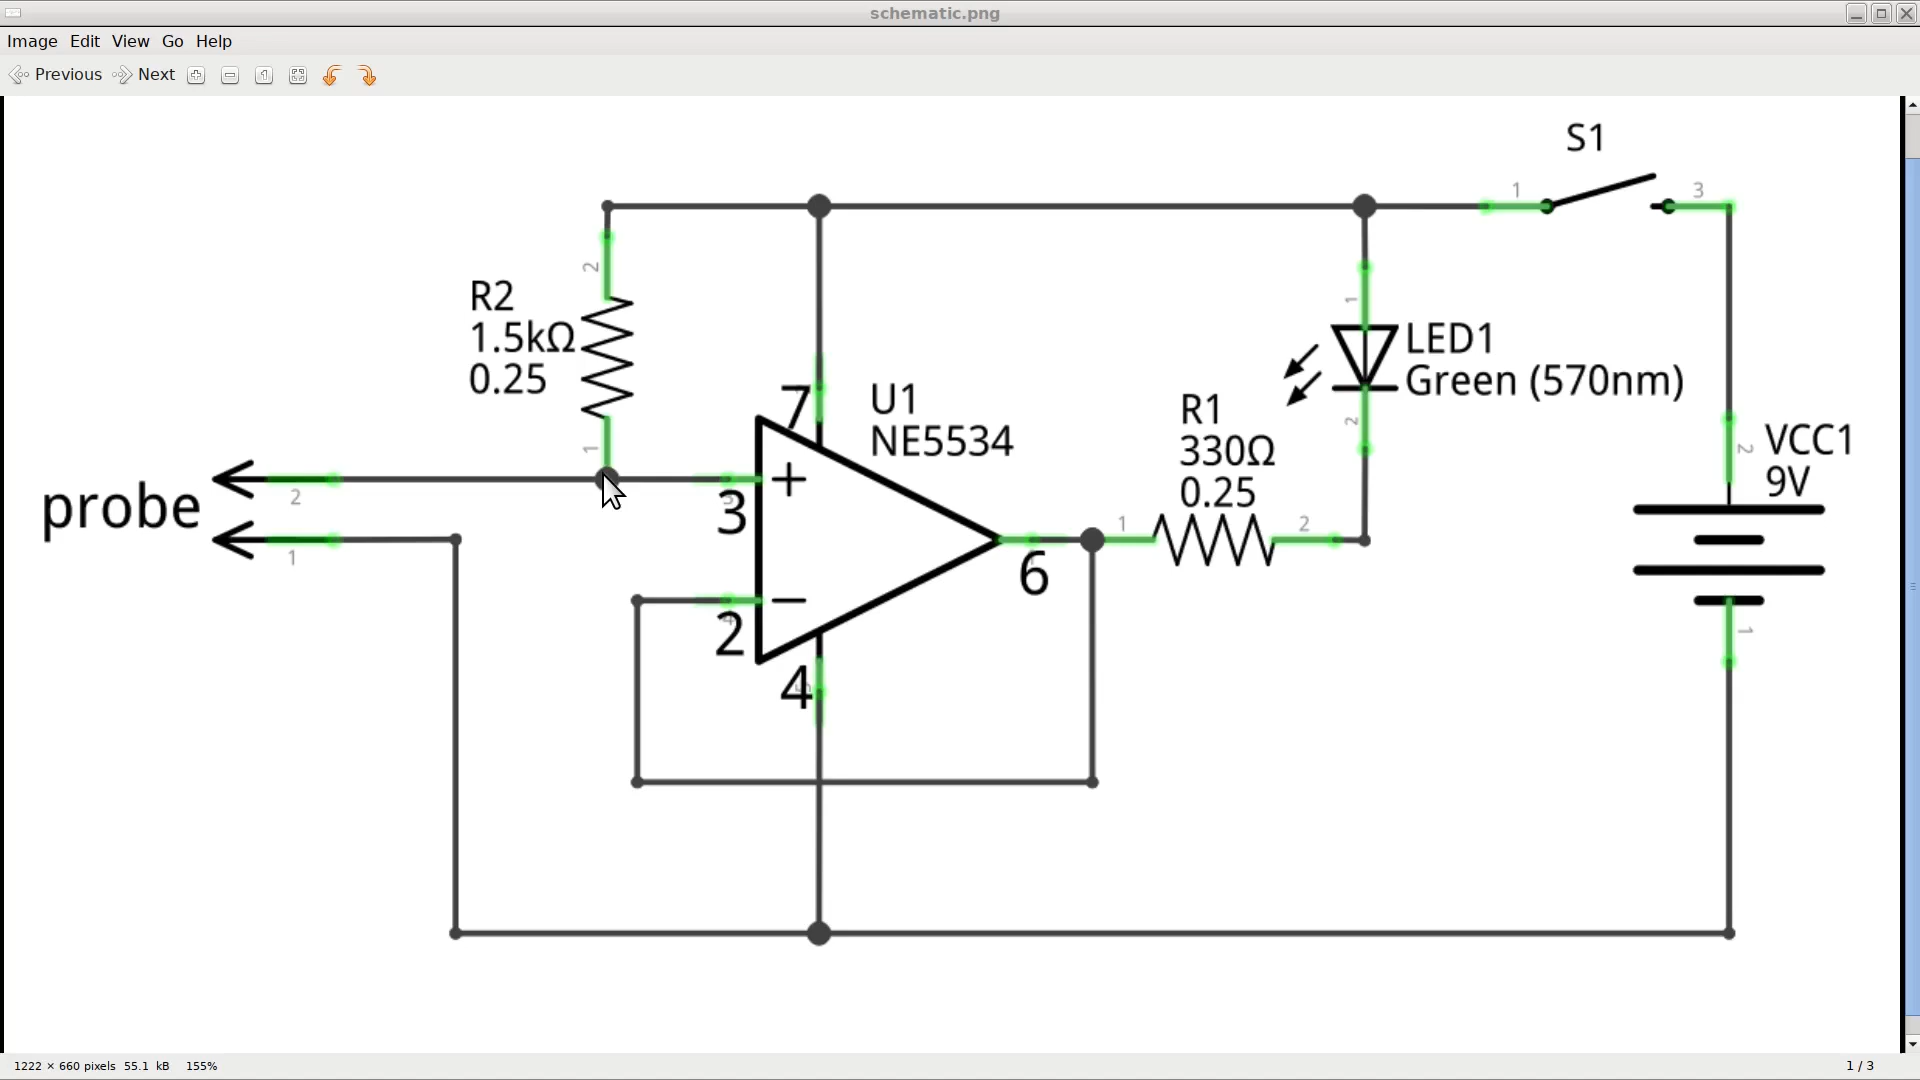 schematic.png
Image Edit View Go Help
Previous Next
S1
1
3
2
R2
1.5kΩ
0.25
1
LED1
Green (570nm)
2
7
U1
NE5534
R1
330Ω
0.25
VCC1
9V
2
1
probe
2
1
+
3
−
2
6
1
2
4
1
1222 × 660 pixels 55.1 kB 155%
1 / 3